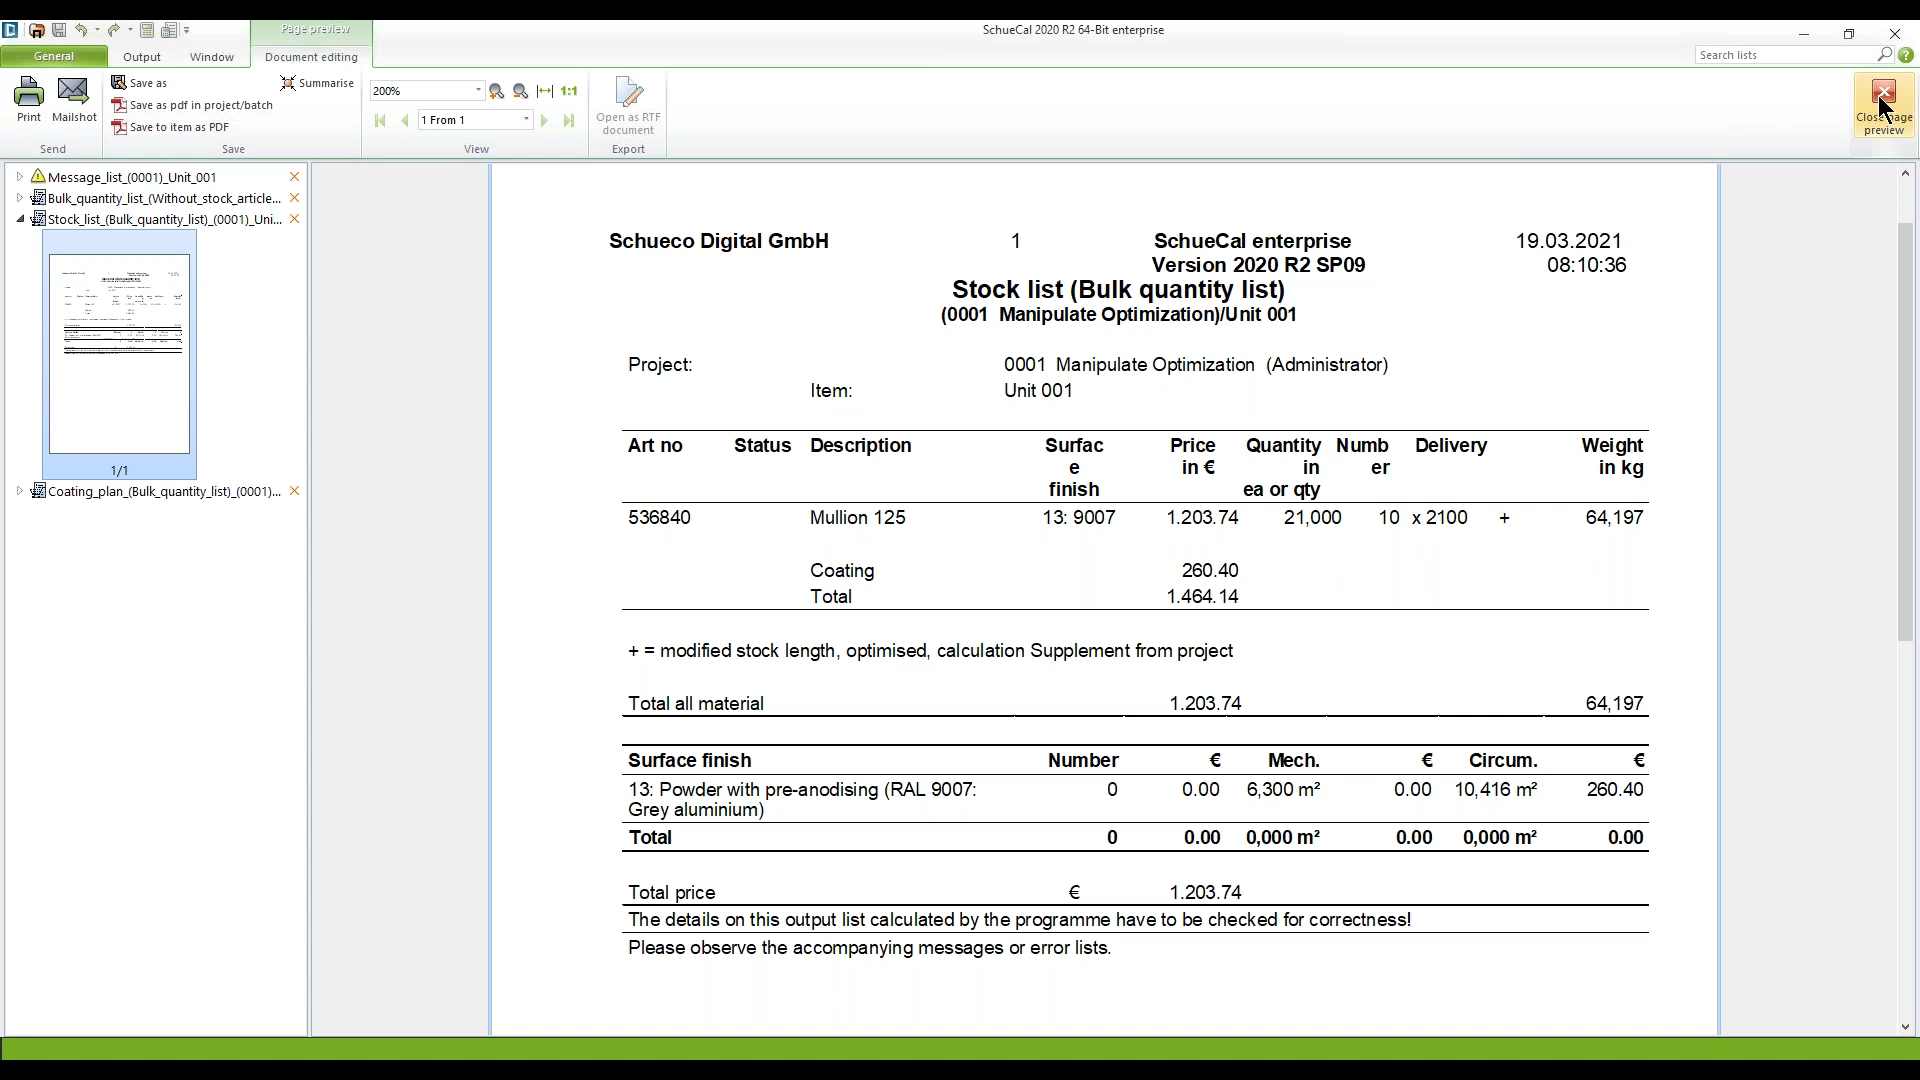 Page preview
SchueCal 2020 R2 64-Bit enterprise
General Output Window Document editing
Search lists
Print Mailshot
Save as
Summarise
Save as pdf in project/batch
Save to item as PDF
200%
1:1
1 From 1
Open as RTF
document
Close page
preview
Send Save View Export
Message_list_(0001)_Unit_001
Bulk_quantity_list_(Without_stock_article...
Stock_list_(Bulk_quantity_list)_(0001)_Uni...
1/1
Coating_plan_(Bulk_quantity_list)_(0001)...
Schueco Digital GmbH 1 SchueCal enterprise 19.03.2021
Version 2020 R2 SP09 08:10:36
Stock list (Bulk quantity list)
(0001 Manipulate Optimization)/Unit 001
Project: 0001 Manipulate Optimization (Administrator)
Item: Unit 001
Art no Status Description Surfac Price Quantity Numb Delivery Weight
e in € in er in kg
finish ea or qty
536840 Mullion 125 13: 9007 1.203.74 21,000 10 x 2100 + 64,197
Coating 260.40
Total 1.464.14
+ = modified stock length, optimised, calculation Supplement from project
Total all material 1.203.74 64,197
Surface finish Number € Mech. € Circum. €
13: Powder with pre-anodising (RAL 9007: 0 0.00 6,300 m² 0.00 10,416 m² 260.40
Grey aluminium)
Total 0 0.00 0,000 m² 0.00 0,000 m² 0.00
Total price € 1.203.74
The details on this output list calculated by the programme have to be checked for correctness!
Please observe the accompanying messages or error lists.